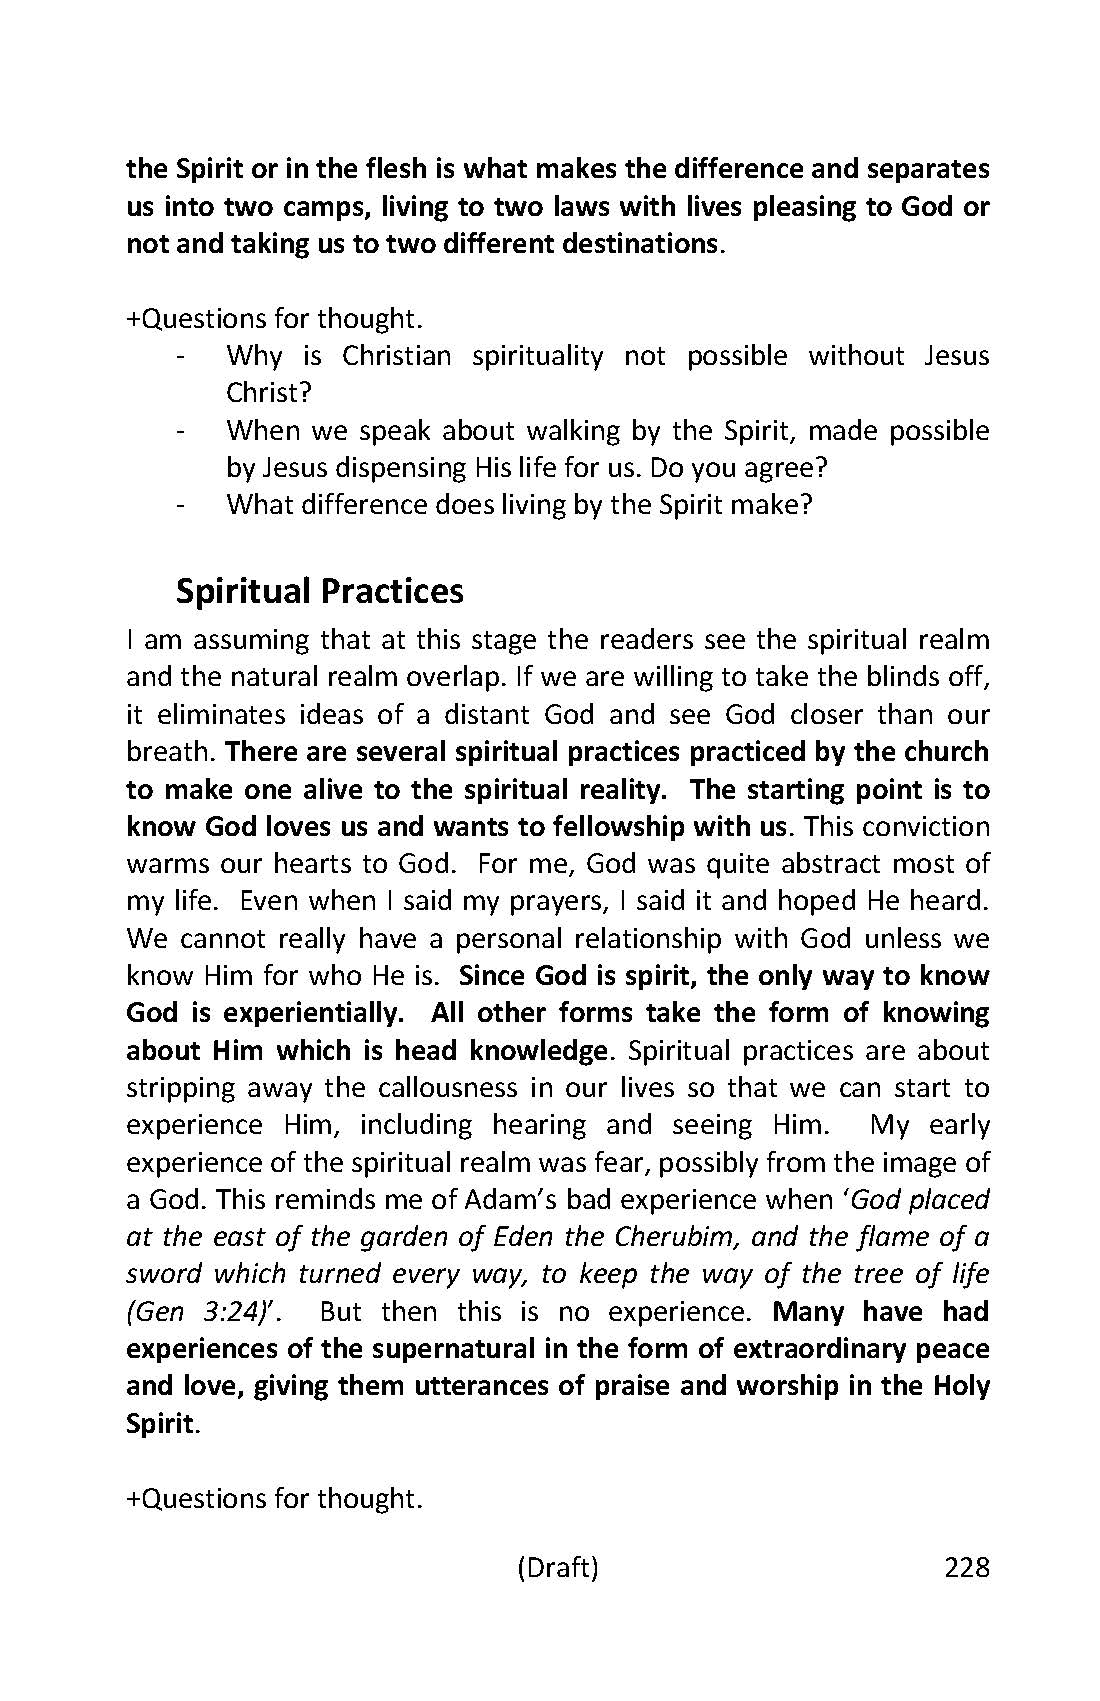 the Spirit or in the flesh is what makes the difference and separates
us into two camps, living to two laws with lives pleasing to God or
not and taking us to two different destinations.
+Questions for thought.
- Why is Christian spirituality not possible without Jesus
Christ?
- When we speak about walking by the Spirit, made possible
by Jesus dispensing His life for us. Do you agree?
- What difference does living by the Spirit make?
Spiritual Practices
I am assuming that at this stage the readers see the spiritual realm
and the natural realm overlap. If we are willing to take the blinds off,
it eliminates ideas of a distant God and see God closer than our
breath. There are several spiritual practices practiced by the church
to make one alive to the spiritual reality. The starting point is to
know God loves us and wants to fellowship with us. This conviction
warms our hearts to God. For me, God was quite abstract most of
my life. Even when I said my prayers, I said it and hoped He heard.
We cannot really have a personal relationship with God unless we
know Him for who He is. Since God is spirit, the only way to know
God is experientially. All other forms take the form of knowing
about Him which is head knowledge. Spiritual practices are about
stripping away the callousness in our lives so that we can start to
experience Him, including hearing and seeing Him. My early
experience of the spiritual realm was fear, possibly from the image of
a God. This reminds me of Adam’s bad experience when ‘God placed
at the east of the garden of Eden the Cherubim, and the flame of a
sword which turned every way, to keep the way of the tree of life
(Gen 3:24)’. But then this is no experience. Many have had
experiences of the supernatural in the form of extraordinary peace
and love, giving them utterances of praise and worship in the Holy
Spirit.
+Questions for thought.
(Draft) 228